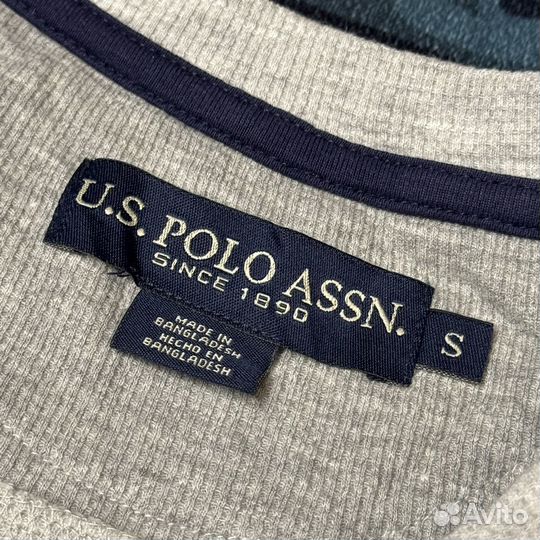 U.S. POLO ASSN.
SINCE 1890
S
MADE IN
BANGLADESH
HECHO EN
BANGLADESH
Avito